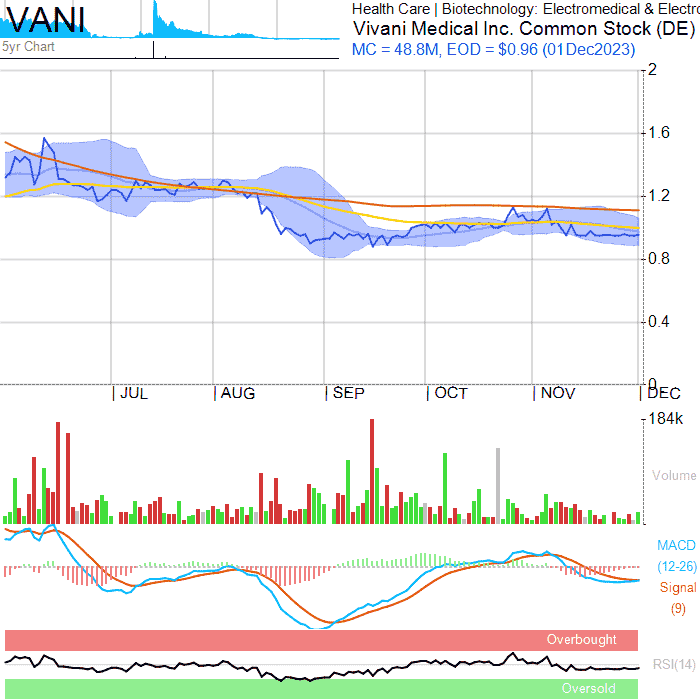 VANI
5yr Chart
Health Care | Biotechnology: Electromedical & Electro
Vivani Medical Inc. Common Stock (DE)
MC = 48.8M, EOD = $0.96 (01Dec2023)
2
1.6
1.2
0.8
0.4
0
JUL
AUG
SEP
OCT
NOV
DEC
184k
Volume
MACD
(12-26)
Signal
(9)
Overbought
RSI(14)
Oversold